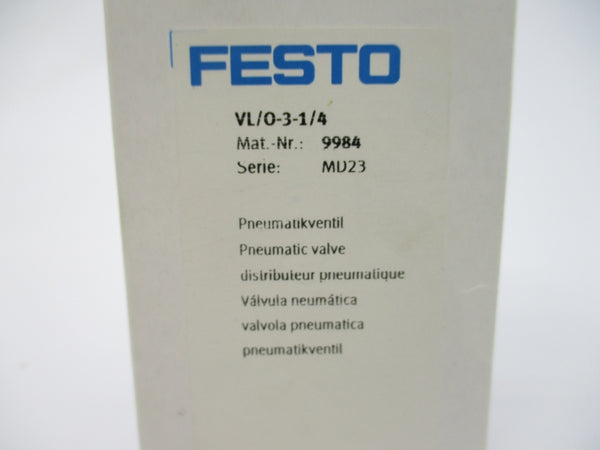 FESTO
VL/O-3-1/4
Mat.-Nr.: 9984
Serie: MD23
Pneumatikventil
Pneumatic valve
distributeur pneumatique
Válvula neumática
valvola pneumatica
pneumatikventil